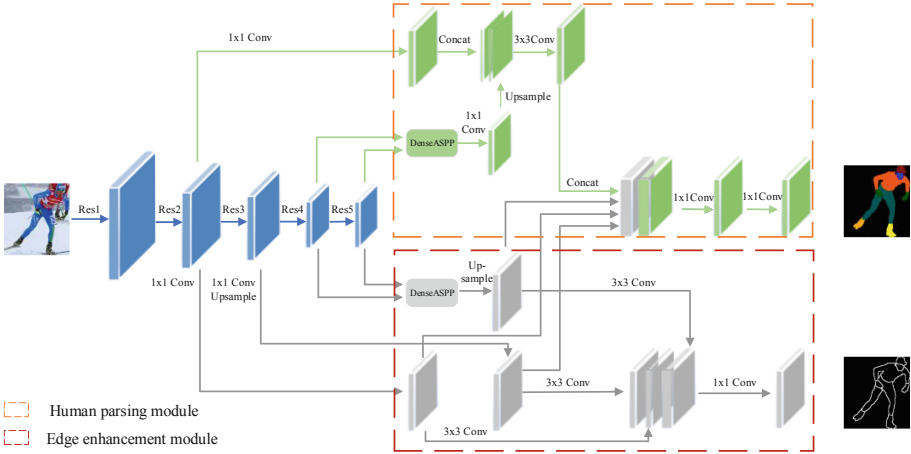 1x1 Conv
Concat
3x3Conv
Upsample
1x1
Conv
DenseASPP
Concat
1x1Conv
1x1Conv
Res1
Res2
Res3
Res4
Res5
1x1 Conv
1x1 Conv
Upsample
DenseASPP
Up-
sample
3x3 Conv
3x3 Conv
1x1 Conv
3x3 Conv
Human parsing module
Edge enhancement module